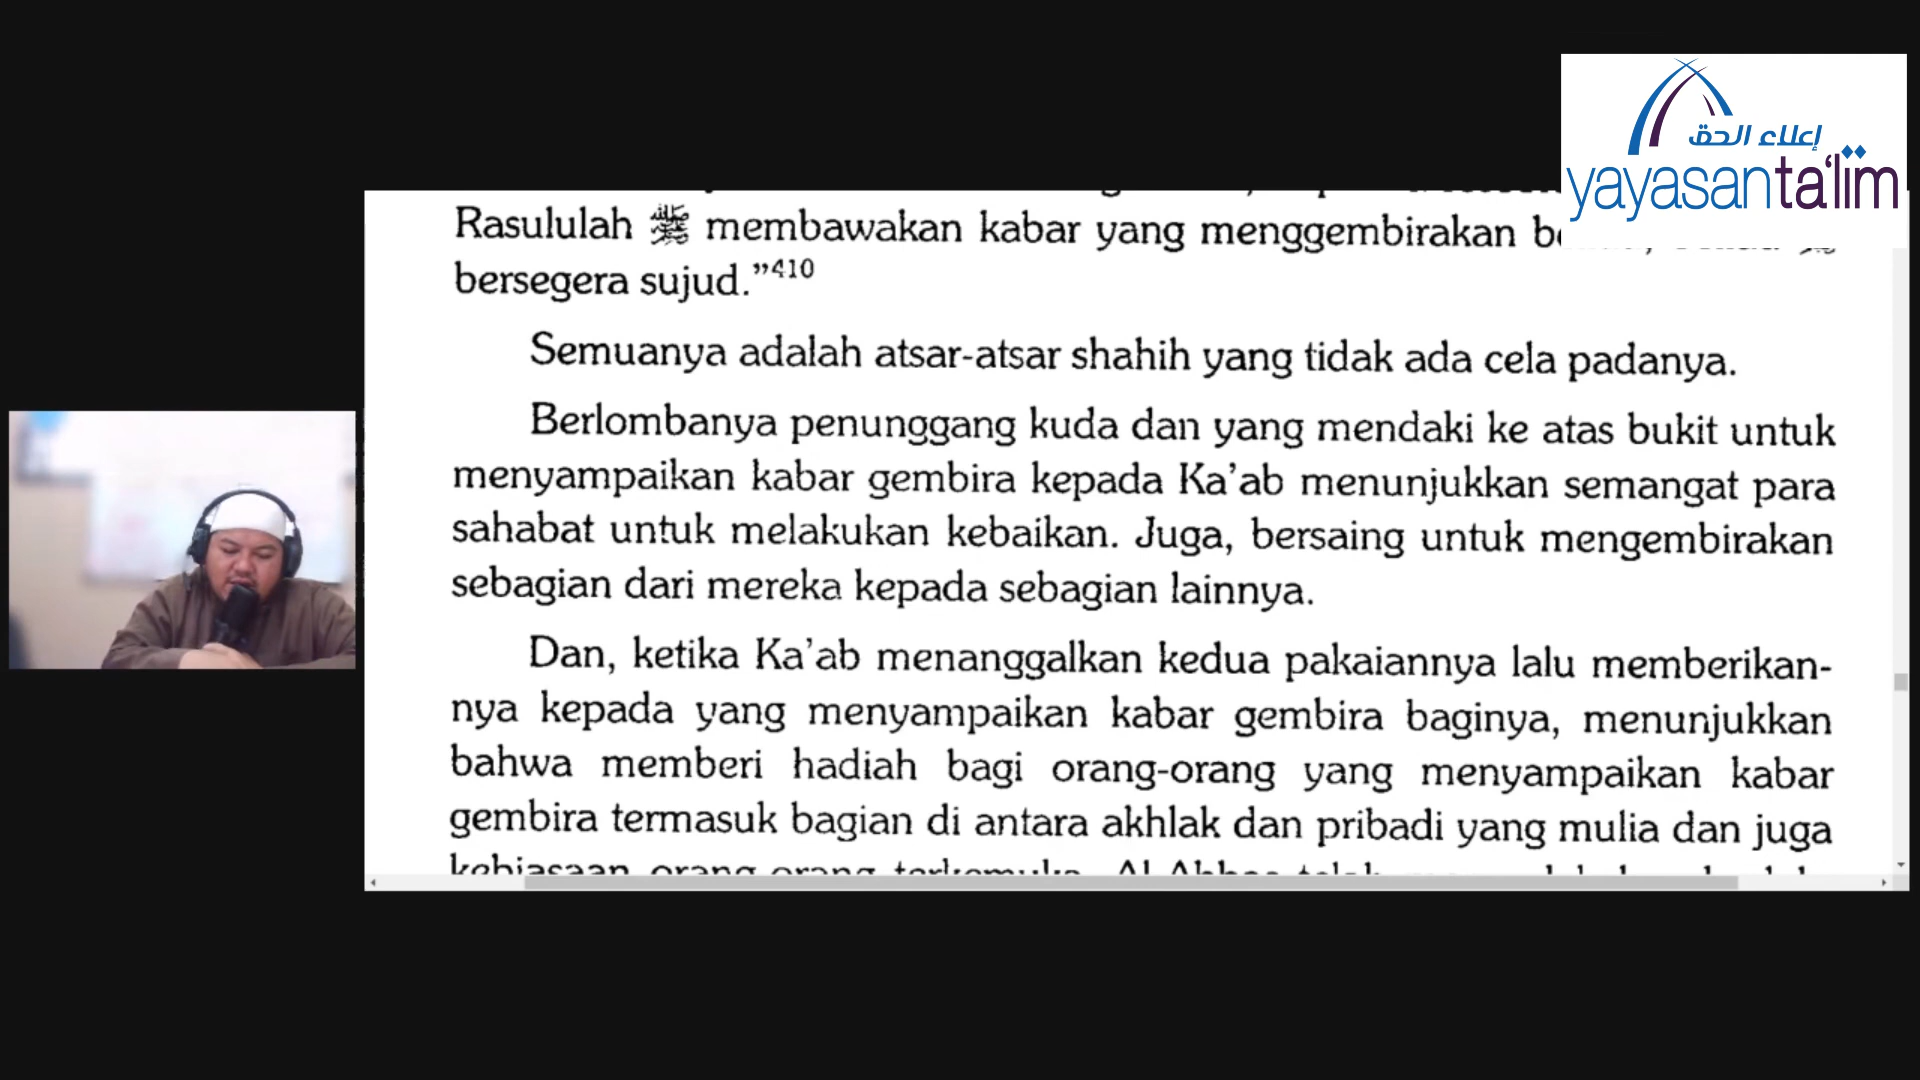 إعلاء الحق
yayasanta'lim
Rasululah ﷺ membawakan kabar yang menggembirakan
bersegera sujud."410
Semuanya adalah atsar-atsar shahih yang tidak ada cela padanya.
Berlombanya penunggang kuda dan yang mendaki ke atas bukit untuk
menyampaikan kabar gembira kepada Ka'ab menunjukkan semangat para
sahabat untuk melakukan kebaikan. Juga, bersaing untuk mengembirakan
sebagian dari mereka kepada sebagian lainnya.
Dan, ketika Ka'ab menanggalkan kedua pakaiannya lalu memberikan-
nya kepada yang menyampaikan kabar gembira baginya, menunjukkan
bahwa memberi hadiah bagi orang-orang yang menyampaikan kabar
gembira termasuk bagian di antara akhlak dan pribadi yang mulia dan juga
kebiasaan orang-orang terkemuka.